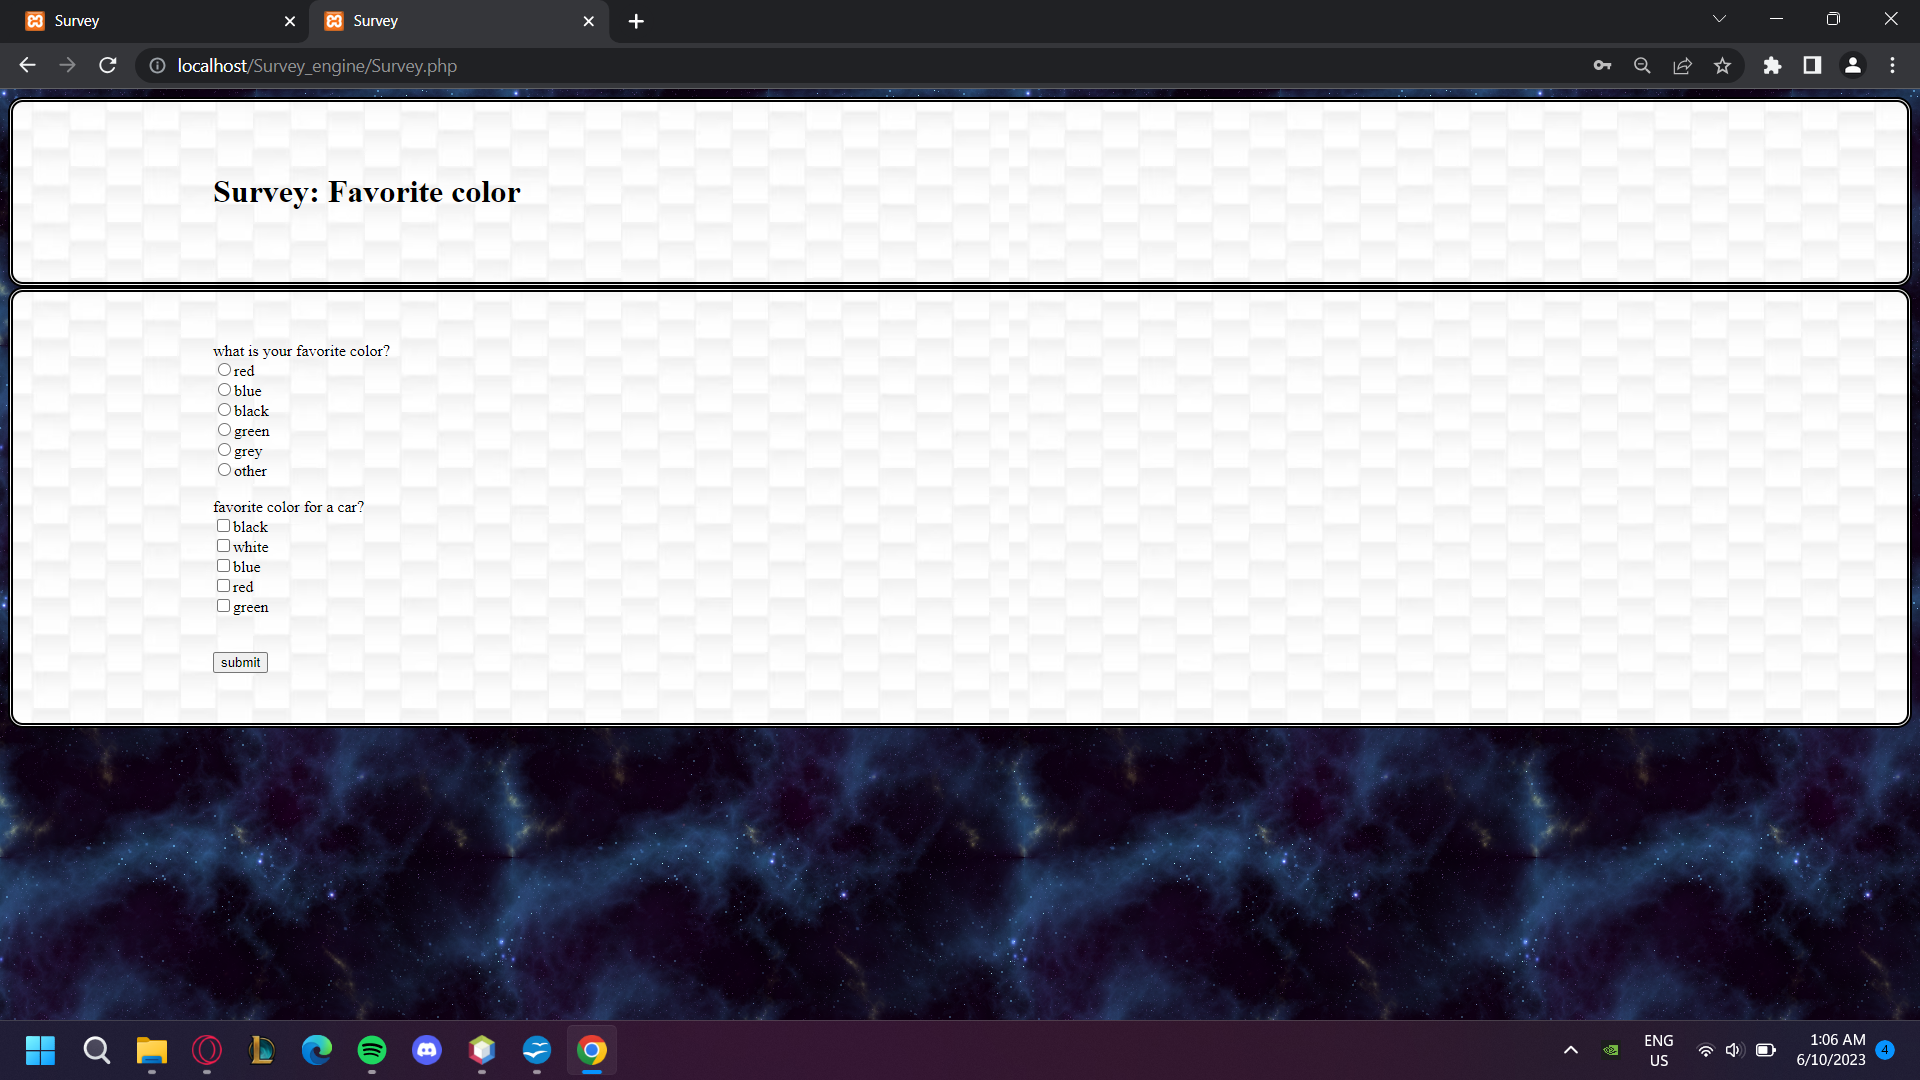 Survey
Survey
localhost/Survey_engine/Survey.php
Survey: Favorite color
what is your favorite color?
red
blue
black
green
grey
other
favorite color for a car?
black
white
blue
red
green
submit
ENG
US
1:06 AM
6/10/2023
4